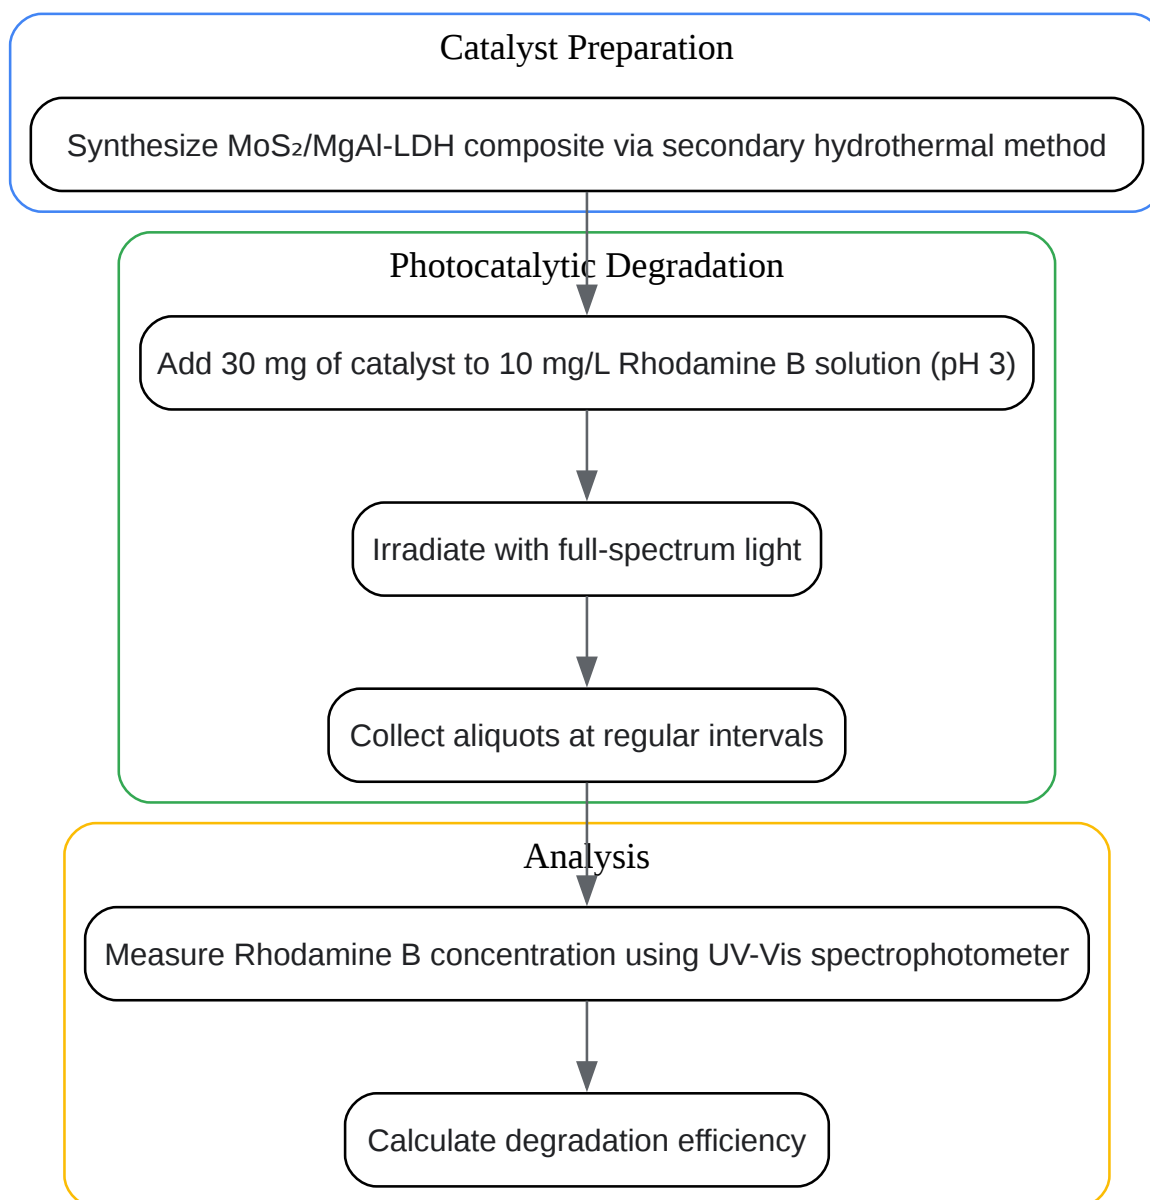 Catalyst Preparation
Synthesize MoS₂/MgAl-LDH composite via secondary hydrothermal method
Photocatalytic Degradation
Add 30 mg of catalyst to 10 mg/L Rhodamine B solution (pH 3)
Irradiate with full-spectrum light
Collect aliquots at regular intervals
Analysis
Measure Rhodamine B concentration using UV-Vis spectrophotometer
Calculate degradation efficiency